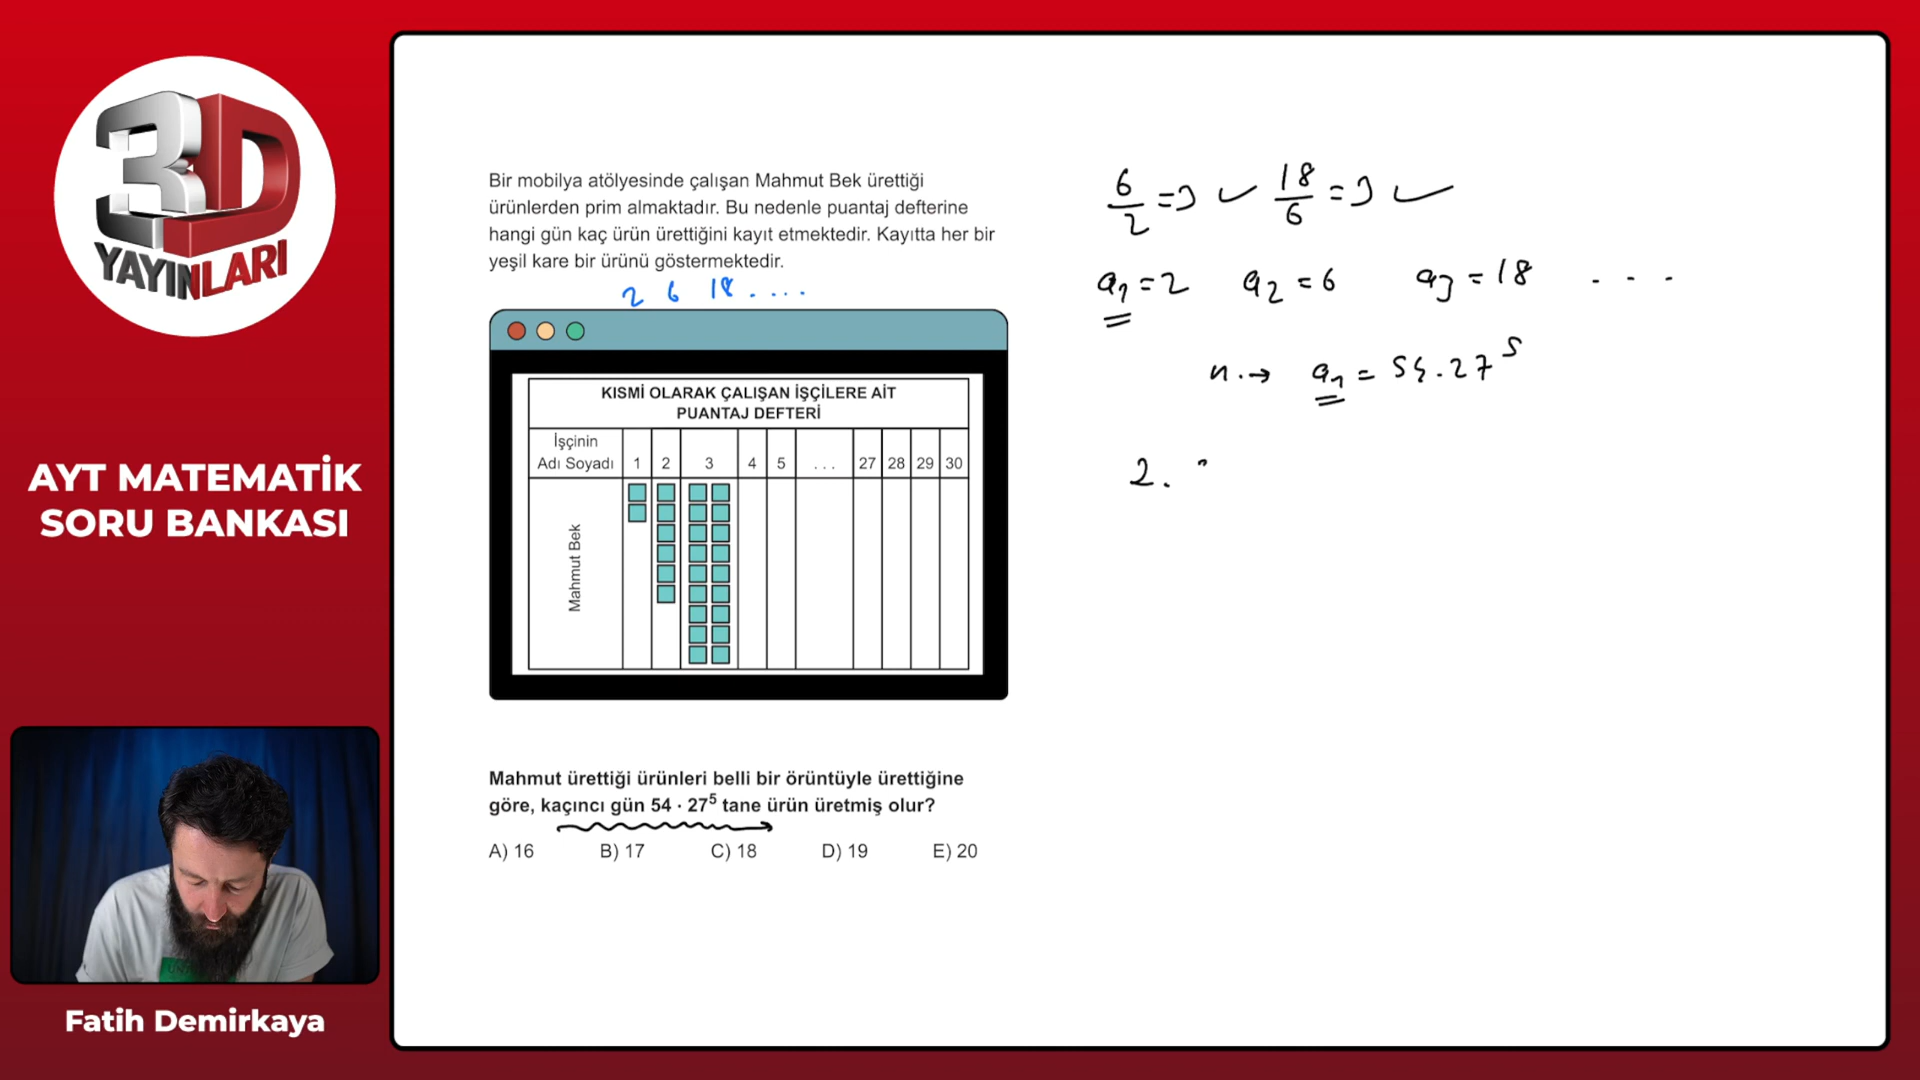 3D
YAYINLARI
AYT MATEMATİK
SORU BANKASI
Fatih Demirkaya
Bir mobilya atölyesinde çalışan Mahmut Bek ürettiği
ürünlerden prim almaktadır. Bu nedenle puantaj defterine
hangi gün kaç ürün ürettiğini kayıt etmektedir. Kayıtta her bir
yeşil kare bir ürünü göstermektedir.
2 6 18 ....
KISMİ OLARAK ÇALIŞAN İŞÇİLERE AİT
PUANTAJ DEFTERİ
İşçinin
Adı Soyadı 1 2 3 4 5 ... 27 28 29 30
Mahmut Bek
Mahmut ürettiği ürünleri belli bir örüntüyle ürettiğine
göre, kaçıncı gün 54 · 27⁵ tane ürün üretmiş olur?
A) 16 B) 17 C) 18 D) 19 E) 20
6/2 = 3 ✓ 18/6 = 3 ✓
a₁ = 2 a₂ = 6 a₃ = 18 ...
n. → aₙ = 54.27⁵
2.